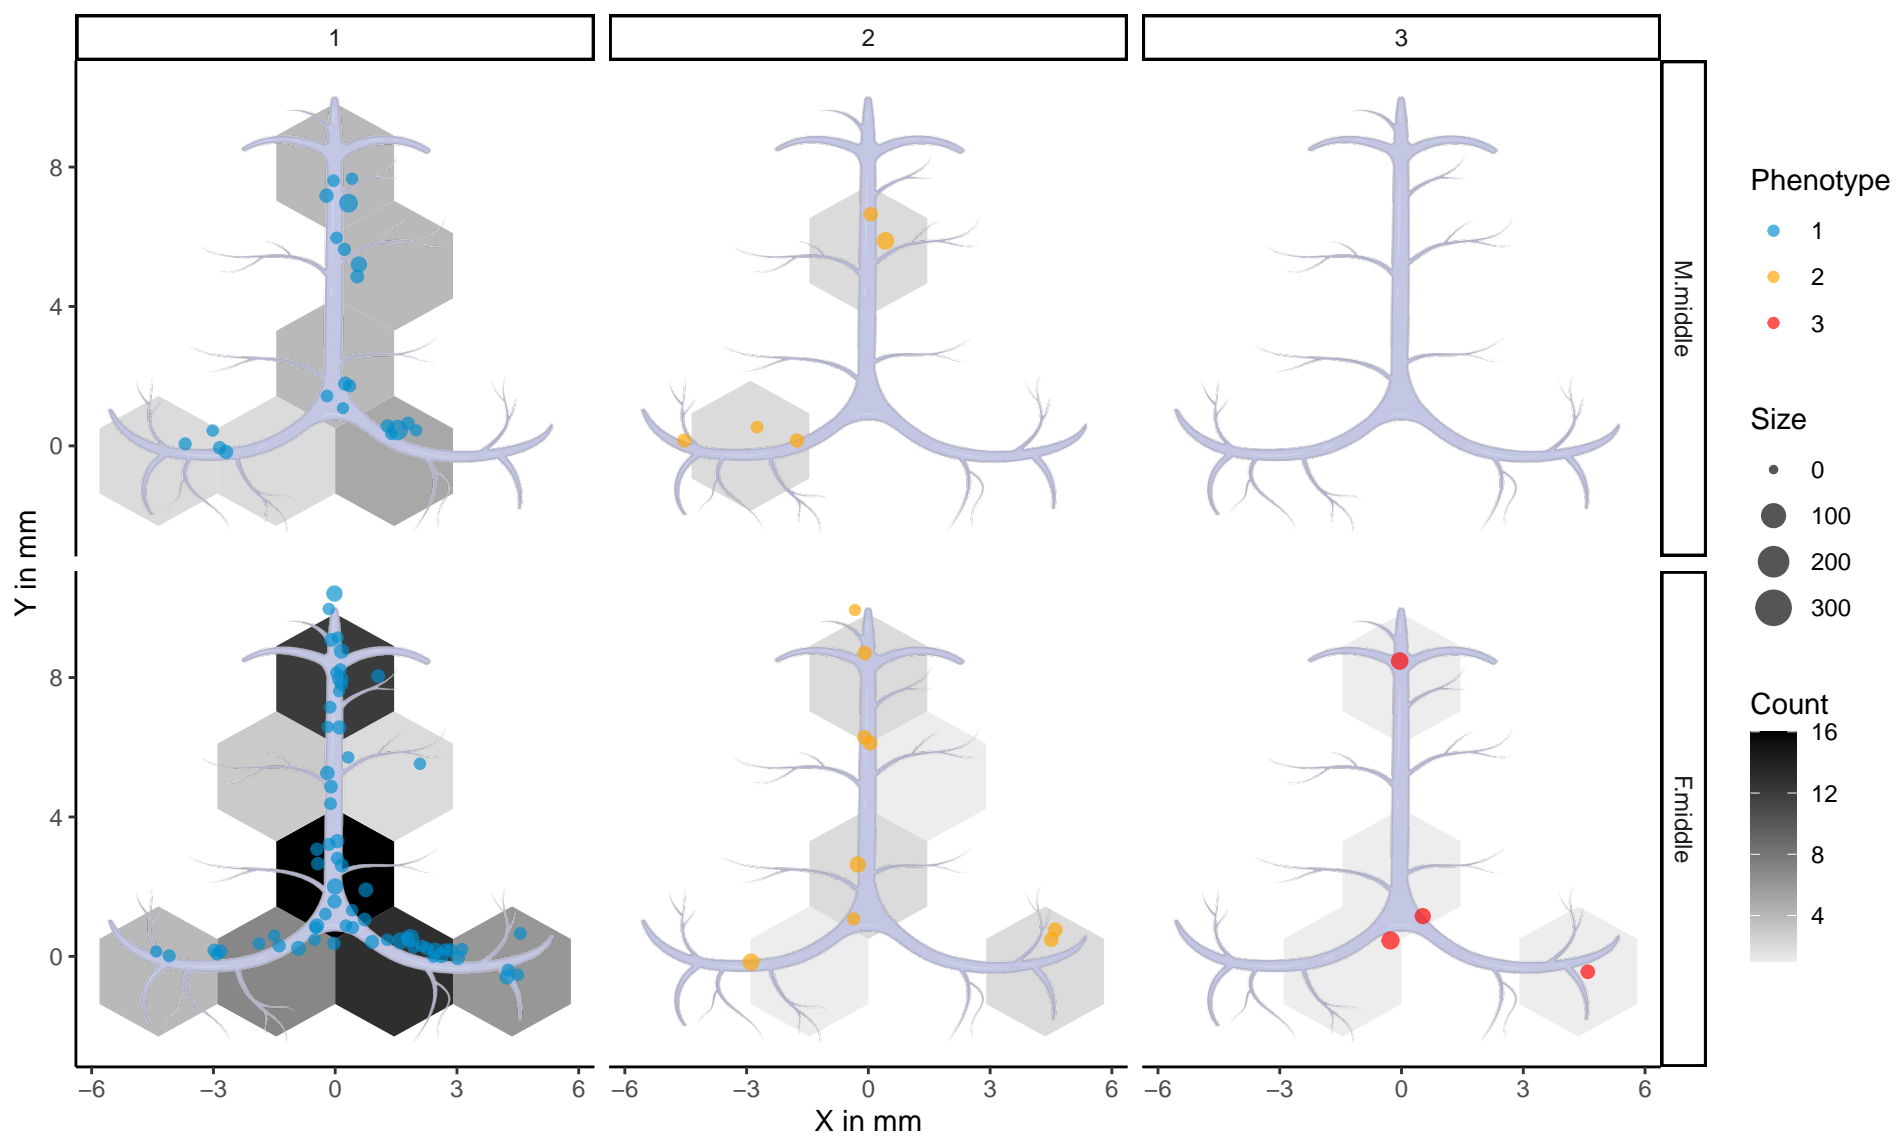 1 2 3
M.middle
F.middle
8
4
0
8
4
0
Y in mm
−6 −3 0 3 6 −6 −3 0 3 6 −6 −3 0 3 6
X in mm
Phenotype
1
2
3
Size
0
100
200
300
Count
16
12
8
4